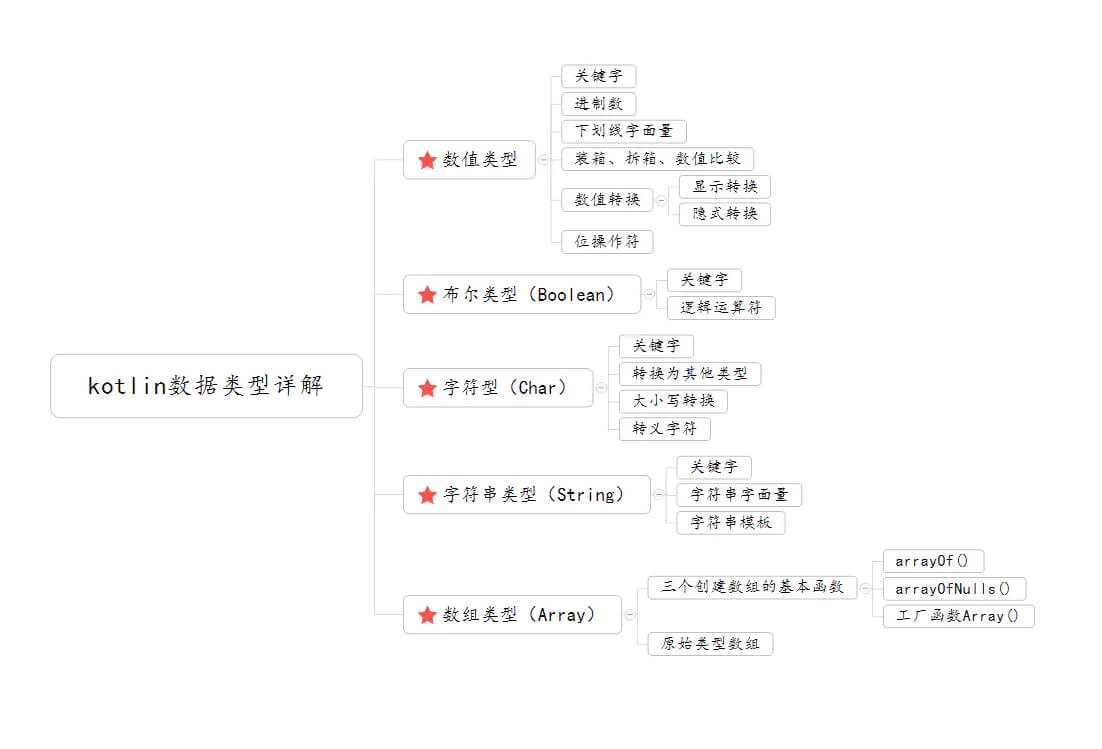 kotlin数据类型详解
数值类型
关键字
进制数
下划线字面量
装箱、拆箱、数值比较
数值转换
显示转换
隐式转换
位操作符
布尔类型（Boolean）
关键字
逻辑运算符
字符型（Char）
关键字
转换为其他类型
大小写转换
转义字符
字符串类型（String）
关键字
字符串字面量
字符串模板
数组类型（Array）
三个创建数组的基本函数
arrayOf()
arrayOfNulls()
工厂函数Array()
原始类型数组